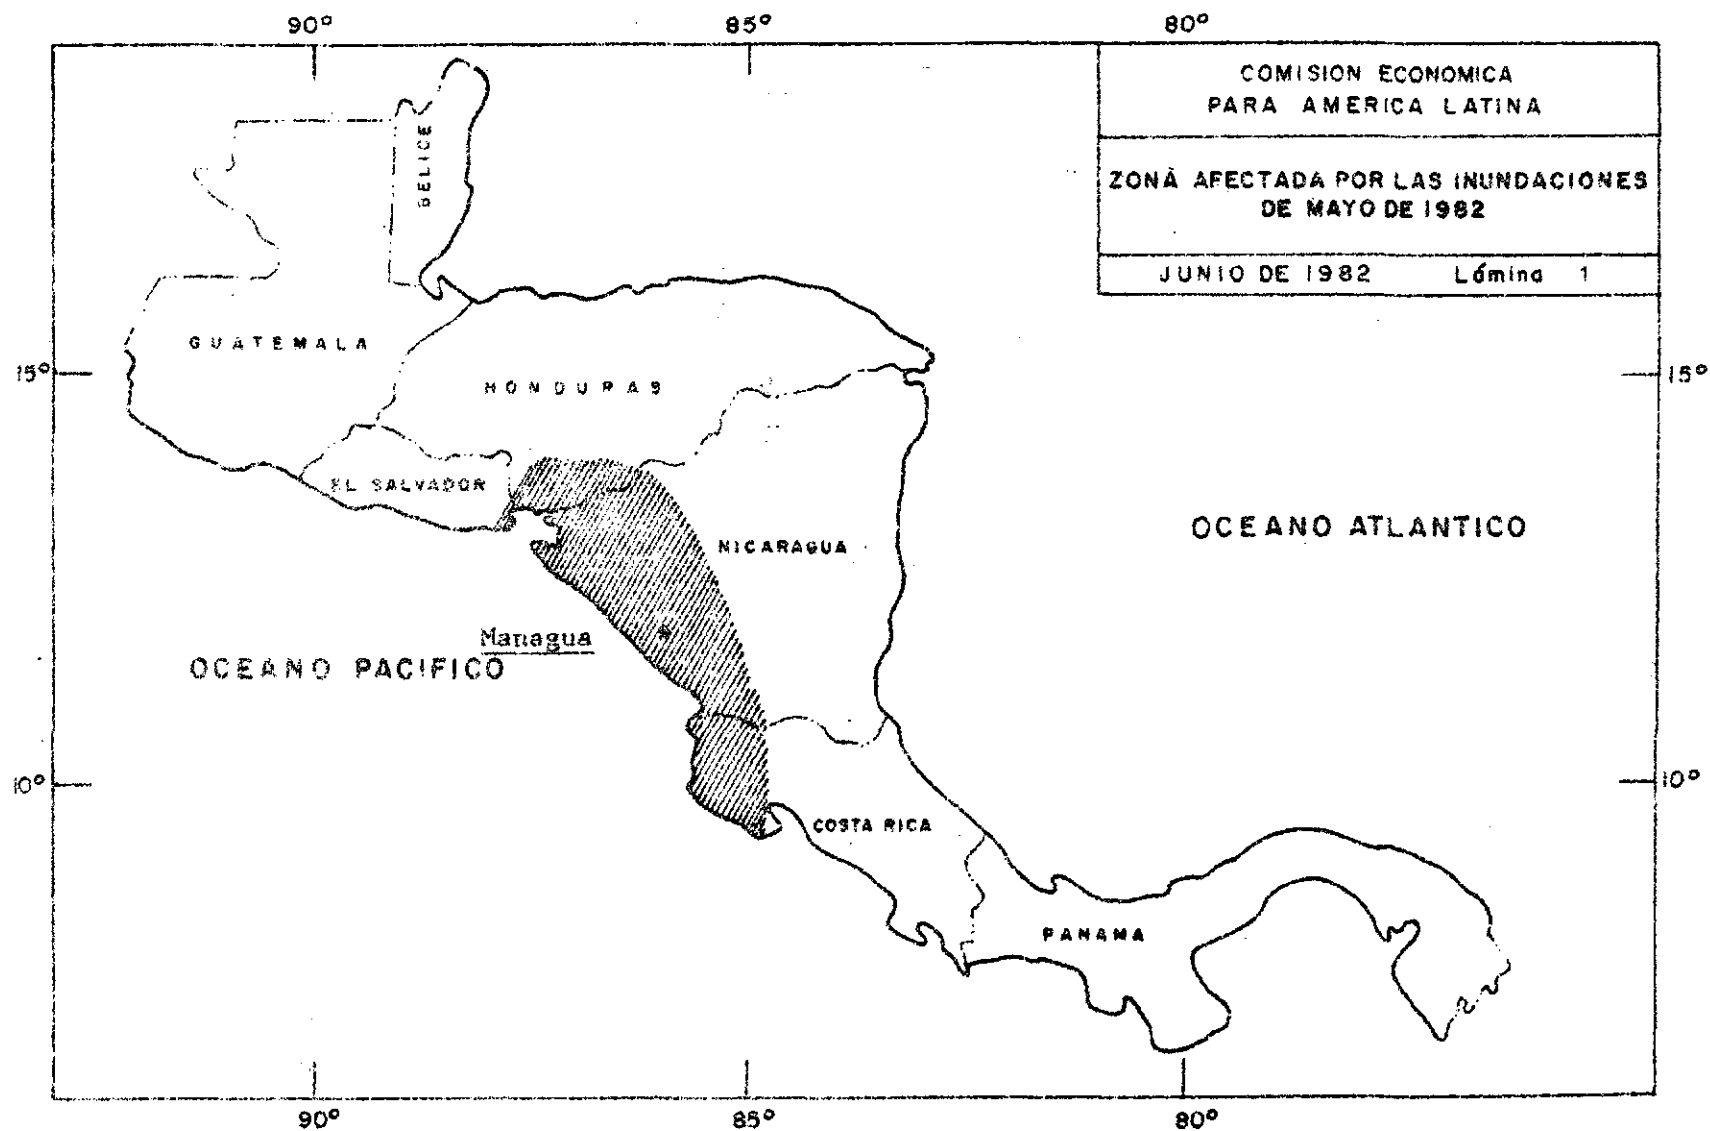 90° 85° 80°
COMISION ECONOMICA
PARA AMERICA LATINA
ZONA AFECTADA POR LAS INUNDACIONES
DE MAYO DE 1982
JUNIO DE 1982 Lámina 1
BELICE
GUATEMALA
15° 15°
HONDURAS
EL SALVADOR
NICARAGUA
OCEANO ATLANTICO
Managua
OCEANO PACIFICO
10° 10°
COSTA RICA
PANAMA
90° 85° 80°